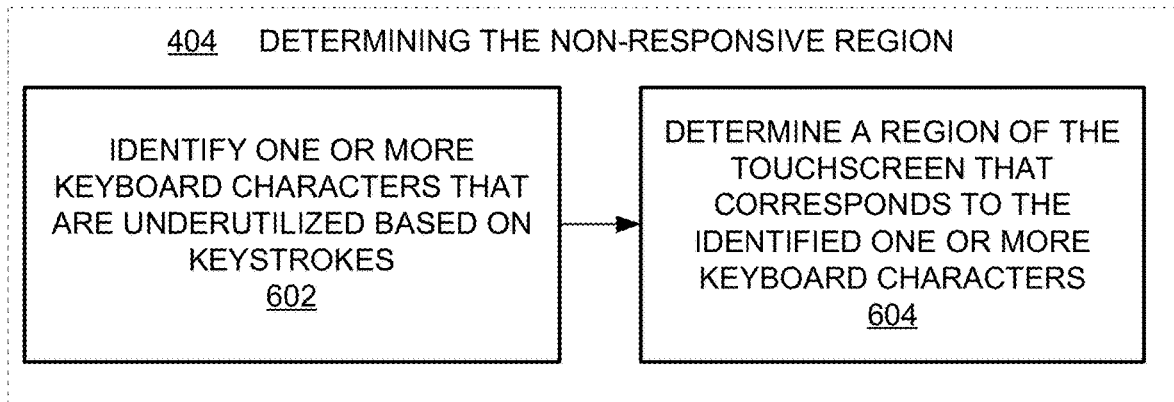 404 DETERMINING THE NON-RESPONSIVE REGION
IDENTIFY ONE OR MORE
KEYBOARD CHARACTERS THAT
ARE UNDERUTILIZED BASED ON
KEYSTROKES
602
DETERMINE A REGION OF THE
TOUCHSCREEN THAT
CORRESPONDS TO THE
IDENTIFIED ONE OR MORE
KEYBOARD CHARACTERS
604